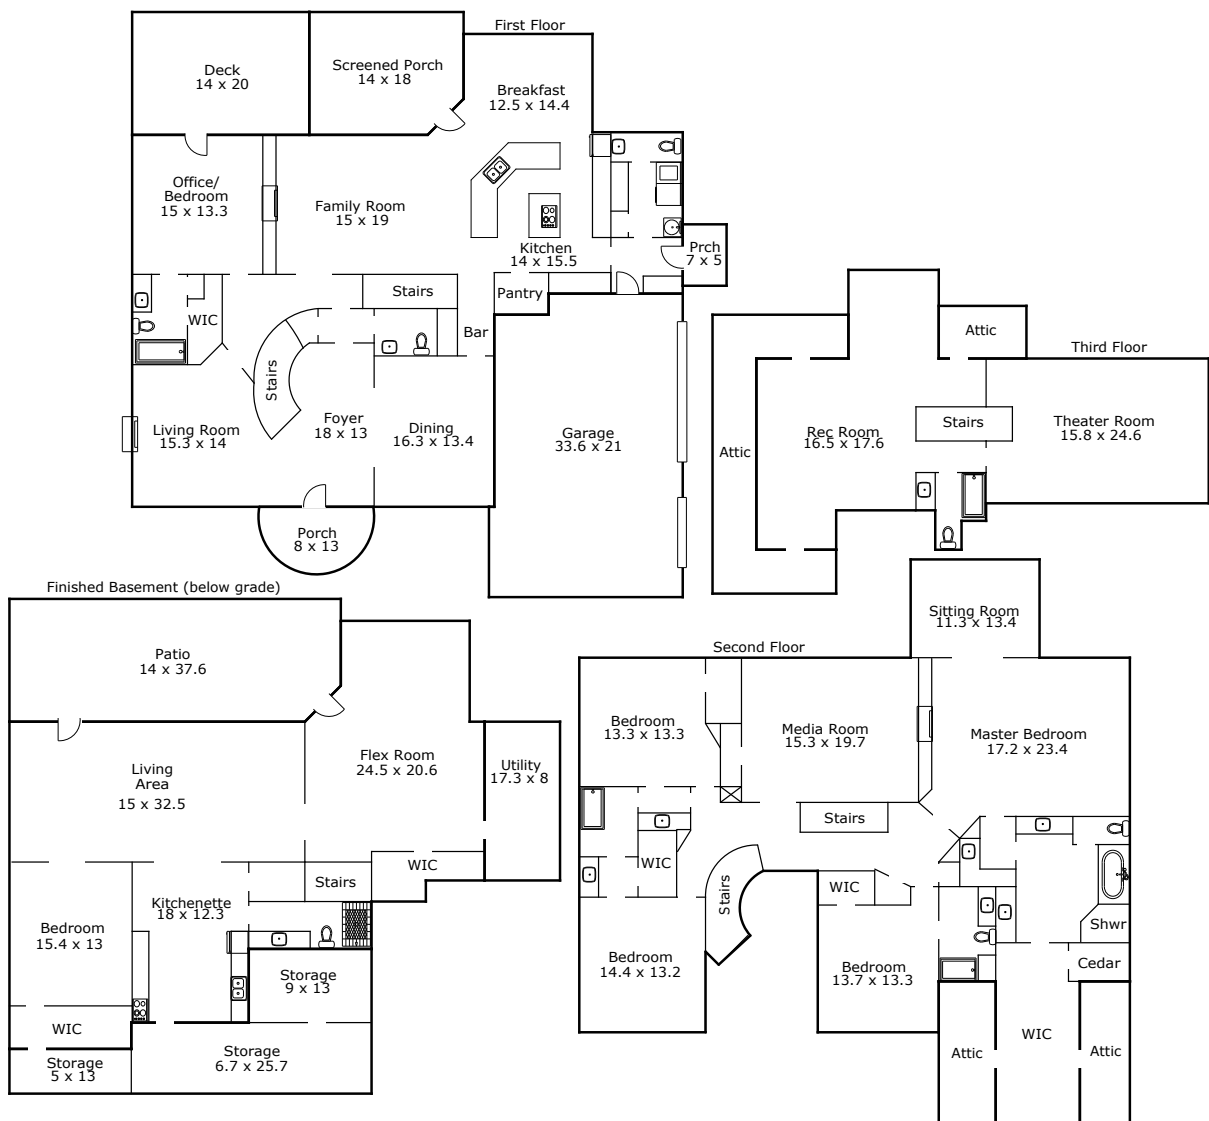 First Floor
Deck
14 x 20
Screened Porch
14 x 18
Breakfast
12.5 x 14.4
Office/
Bedroom
15 x 13.3
Family Room
15 x 19
Kitchen
14 x 15.5
Prch
7 x 5
Stairs
Pantry
WIC
Bar
Stairs
Living Room
15.3 x 14
Foyer
18 x 13
Dining
16.3 x 13.4
Garage
33.6 x 21
Porch
8 x 13
Third Floor
Attic
Rec Room
16.5 x 17.6
Stairs
Theater Room
15.8 x 24.6
Attic
Finished Basement (below grade)
Patio
14 x 37.6
Living
Area
15 x 32.5
Flex Room
24.5 x 20.6
Utility
17.3 x 8
WIC
Stairs
Kitchenette
18 x 12.3
Bedroom
15.4 x 13
Storage
9 x 13
WIC
Storage
5 x 13
Storage
6.7 x 25.7
Second Floor
Sitting Room
11.3 x 13.4
Bedroom
13.3 x 13.3
Media Room
15.3 x 19.7
Master Bedroom
17.2 x 23.4
Stairs
WIC
Stairs
WIC
Shwr
Bedroom
14.4 x 13.2
Bedroom
13.7 x 13.3
Cedar
WIC
Attic
Attic